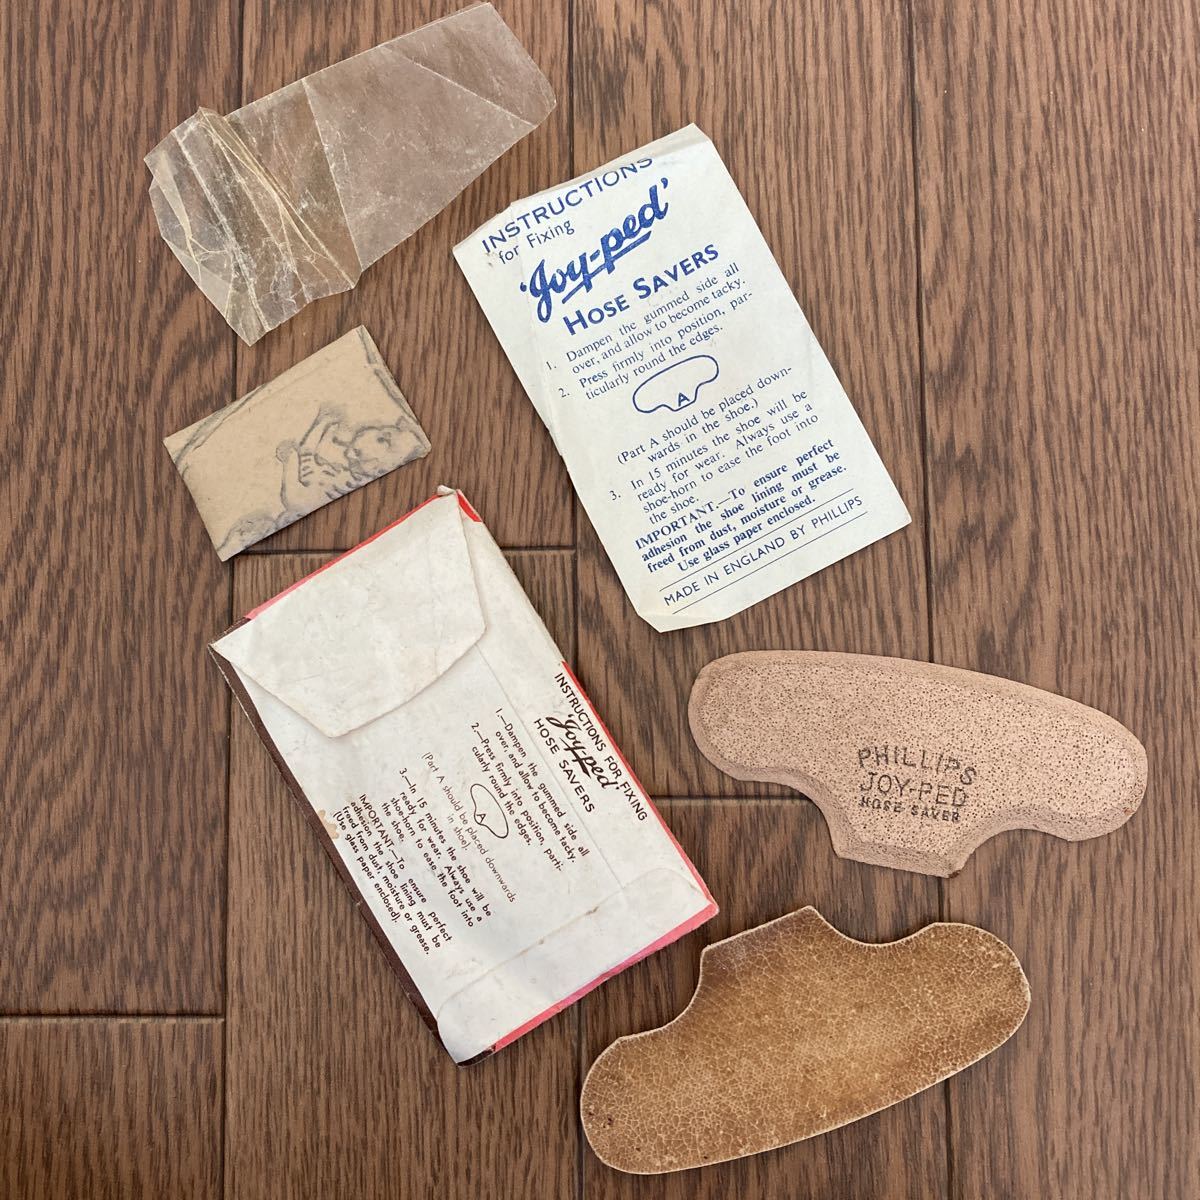 INSTRUCTIONS
for Fixing
'Joy-ped'
HOSE SAVERS
1. Dampen the gummed side all
over, and allow to become tacky.
2. Press firmly into position, par-
ticularly round the edges.
A
(Part A should be placed down-
wards in the shoe.)
3. In 15 minutes the shoe will be
ready for wear. Always use a
shoe-horn to ease the foot into
the shoe.
IMPORTANT.—To ensure perfect
adhesion the shoe lining must be
freed from dust, moisture or grease.
Use glass paper enclosed.
MADE IN ENGLAND BY PHILLIPS
INSTRUCTIONS FOR FIXING
'Joy-ped'
HOSE SAVERS
1.—Dampen the gummed side all
over, and allow to become tacky.
2.—Press firmly into position, parti-
cularly round the edges.
A
(Part A should be placed downwards
in shoe).
3.—In 15 minutes the shoe will be
ready for wear. Always use a
shoe-horn to ease the foot into
the shoe.
IMPORTANT.—To ensure perfect
adhesion the shoe lining must be
freed from dust, moisture or grease.
(Use glass paper enclosed).
PHILLIPS
JOY-PED
HOSE SAVER